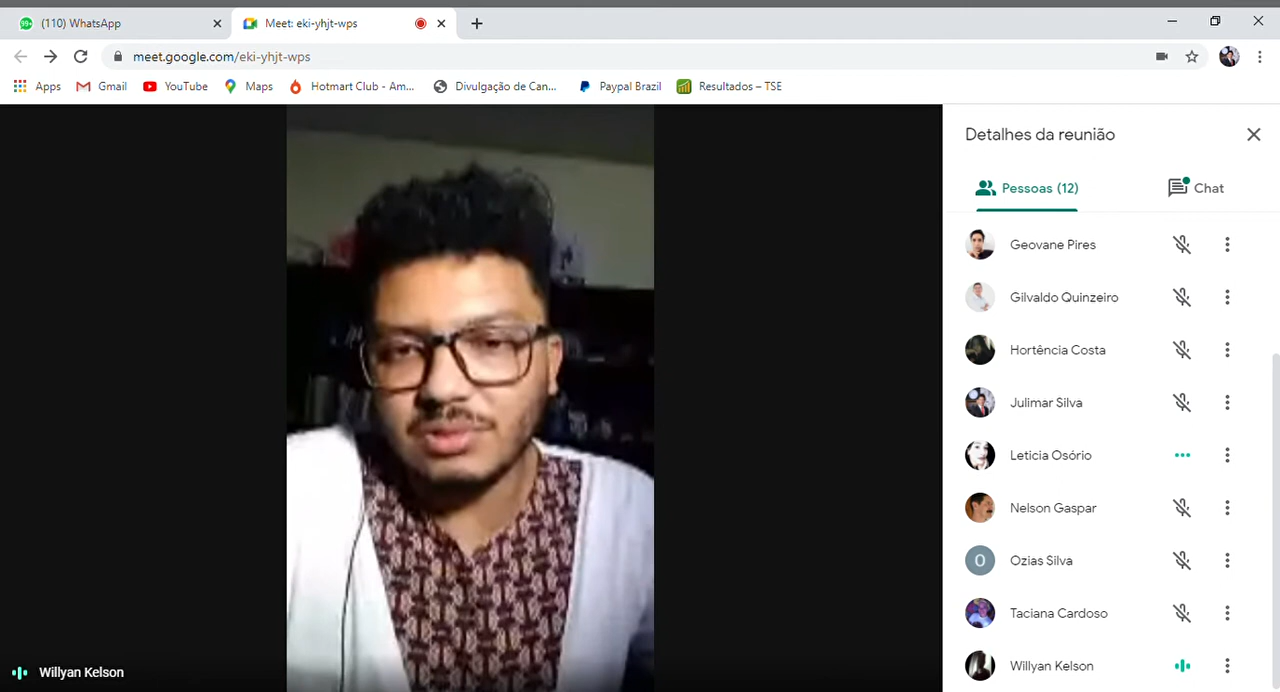 99+ (110) WhatsApp
Meet: eki-yhjt-wps
meet.google.com/eki-yhjt-wps
Apps Gmail YouTube Maps Hotmart Club - Am... Divulgação de Can... Paypal Brazil Resultados – TSE
Detalhes da reunião
Pessoas (12) Chat
Geovane Pires
Gilvaldo Quinzeiro
Hortência Costa
Julimar Silva
Leticia Osório
Nelson Gaspar
O Ozias Silva
Taciana Cardoso
Willyan Kelson
Willyan Kelson